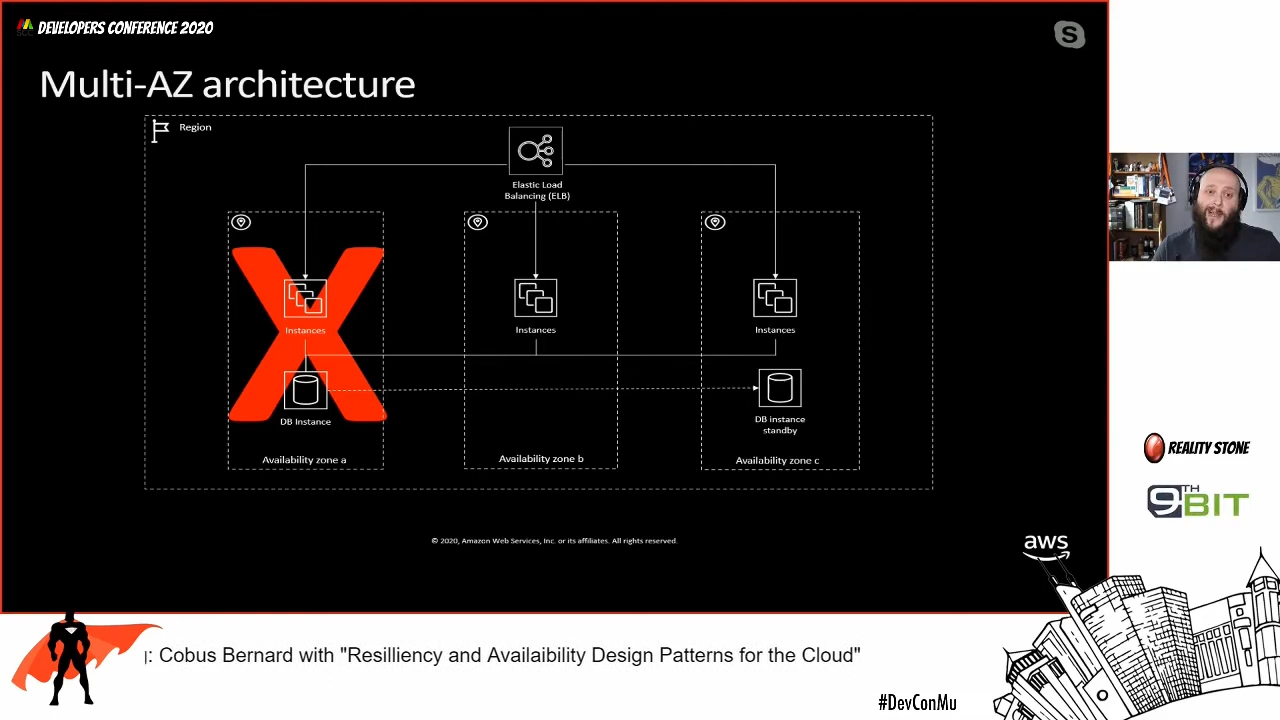 DEVELOPERS CONFERENCE 2020
S
Multi-AZ architecture
Region
Elastic Load
Balancing (ELB)
Instances
Instances
Instances
DB Instance
DB instance
standby
Availability zone a
Availability zone b
Availability zone c
© 2020, Amazon Web Services, Inc. or its affiliates. All rights reserved.
aws
REALITY STONE
9TH BIT
: Cobus Bernard with "Resilliency and Availaibility Design Patterns for the Cloud"
#DevConMu